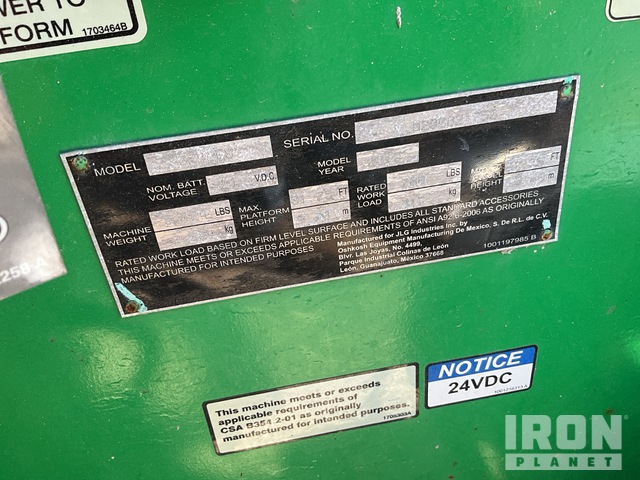 WER TO
FORM
1703464B
MODEL
SERIAL NO.
NOM. BATT. VOLTAGE
V.D.C.
MODEL YEAR
MACHINE WEIGHT
LBS
kg
MAX. PLATFORM HEIGHT
FT
m
RATED WORK LOAD
LBS
kg
HEIGHT
FT
m
RATED WORK LOAD BASED ON FIRM LEVEL SURFACE AND INCLUDES ALL STANDARD ACCESSORIES
THIS MACHINE MEETS OR EXCEEDS APPLICABLE REQUIREMENTS OF ANSI A92.6-2006 AS ORIGINALLY
MANUFACTURED FOR INTENDED PURPOSES
Manufactured for JLG Industries Inc. by
Oshkosh Equipment Manufacturing De Mexico, S. De R.L. de C.V.
Blvr. Las Joyas, No. 4499,
Parque Industrial Colinas de León
León, Guanajuato, México 37668
1001197985 B
258
NOTICE
24VDC
This machine meets or exceeds
applicable requirements of
CSA B354.2-01 as originally
manufactured for intended purposes.
1705303A
IRON
PLANET